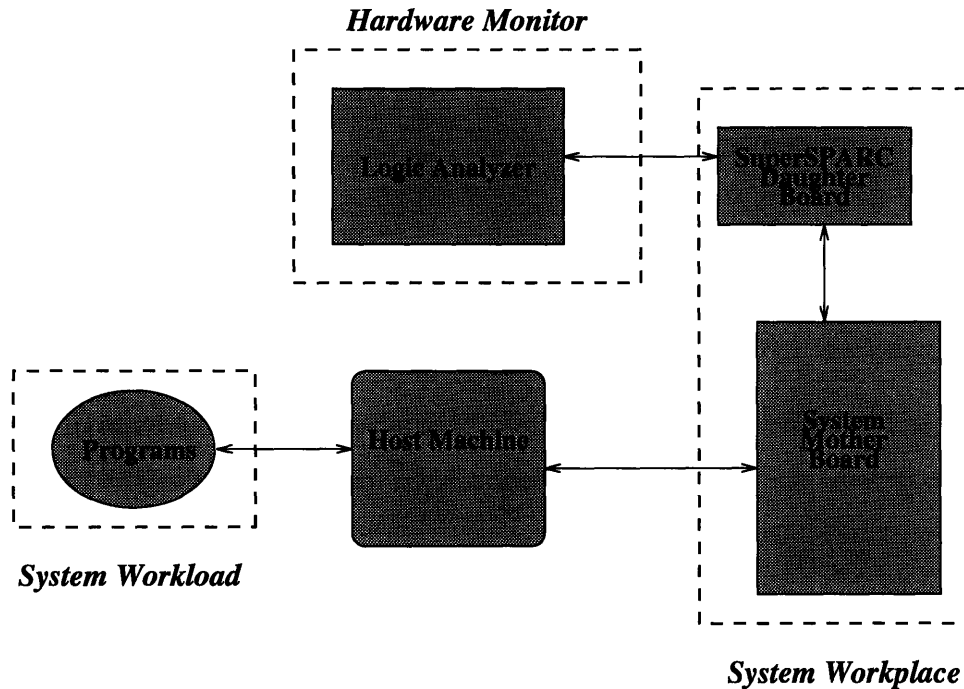 Hardware Monitor
Logic Analyzer
SuperSPARC
Daughter
Board
Programs
Host Machine
System
Mother
Board
System Workload
System Workplace